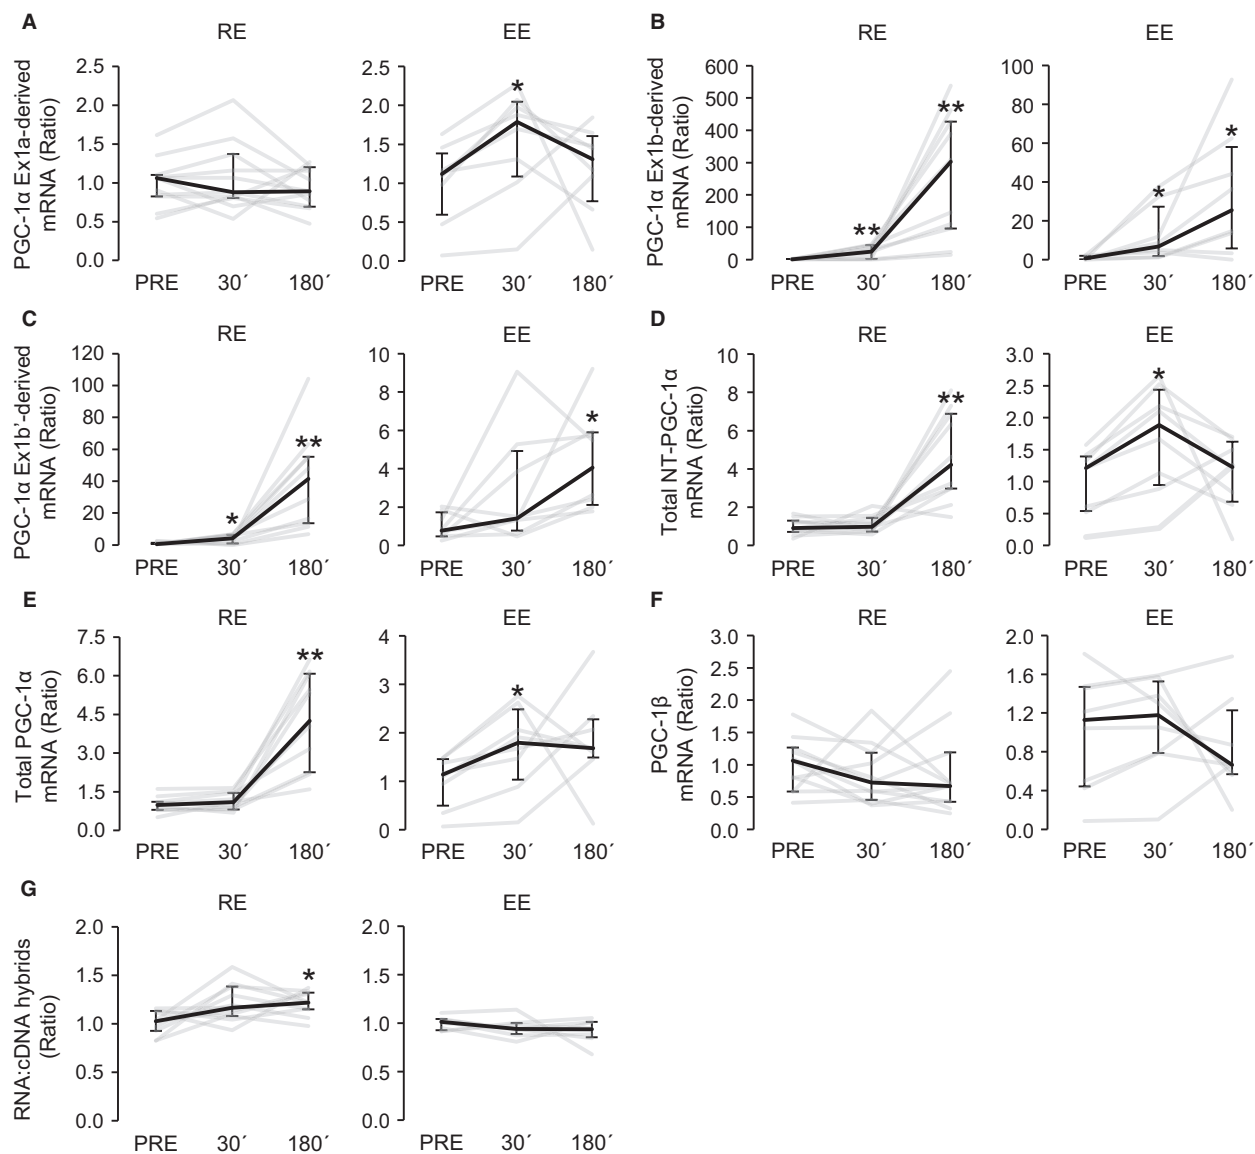 A
RE
EE
PGC-1α Ex1a-derived
mRNA (Ratio)
2.5
2.0
1.5
1.0
0.5
0.0
PRE 30´ 180´
2.5
2.0
1.5
1.0
0.5
0.0
*
PRE 30´ 180´
B
RE
EE
PGC-1α Ex1b-derived
mRNA (Ratio)
600
500
400
300
200
100
0
**
**
PRE 30´ 180´
100
80
60
40
20
0
*
*
PRE 30´ 180´
C
RE
EE
PGC-1α Ex1b’-derived
mRNA (Ratio)
120
100
80
60
40
20
0
*
**
PRE 30´ 180´
10
8
6
4
2
0
*
PRE 30´ 180´
D
RE
EE
Total NT-PGC-1α
mRNA (Ratio)
10
8
6
4
2
0
**
PRE 30´ 180´
3.0
2.5
2.0
1.5
1.0
0.5
0.0
*
PRE 30´ 180´
E
RE
EE
Total PGC-1α
mRNA (Ratio)
7.5
6.0
4.5
3.0
1.5
0.0
**
PRE 30´ 180´
4
3
2
1
0
*
PRE 30´ 180´
F
RE
EE
PGC-1β
mRNA (Ratio)
3.0
2.5
2.0
1.5
1.0
0.5
0.0
PRE 30´ 180´
2.0
1.6
1.2
0.8
0.4
0.0
PRE 30´ 180´
G
RE
EE
RNA:cDNA hybrids
(Ratio)
2.0
1.5
1.0
0.5
0.0
*
PRE 30´ 180´
2.0
1.5
1.0
0.5
0.0
PRE 30´ 180´